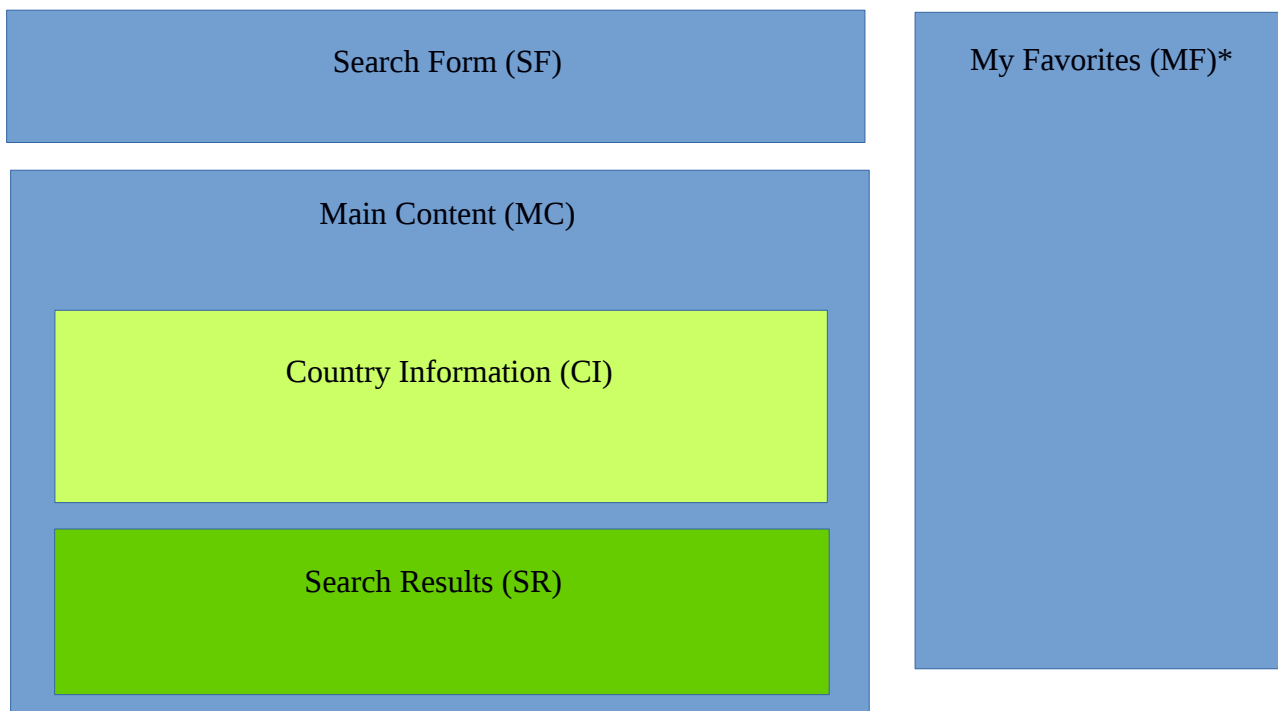 Search Form (SF)
My Favorites (MF)*
Main Content (MC)
Country Information (CI)
Search Results (SR)